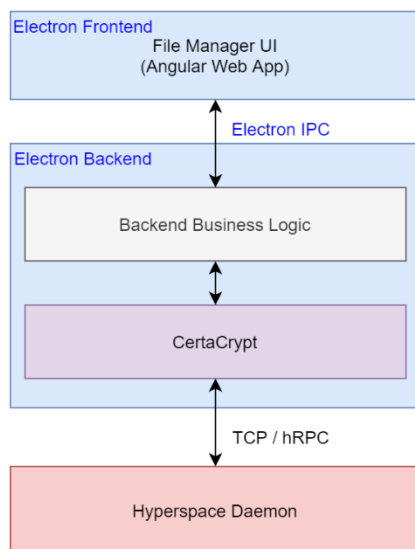 Electron Frontend
File Manager UI
(Angular Web App)
Electron IPC
Electron Backend
Backend Business Logic
CertaCrypt
TCP / hRPC
Hyperspace Daemon